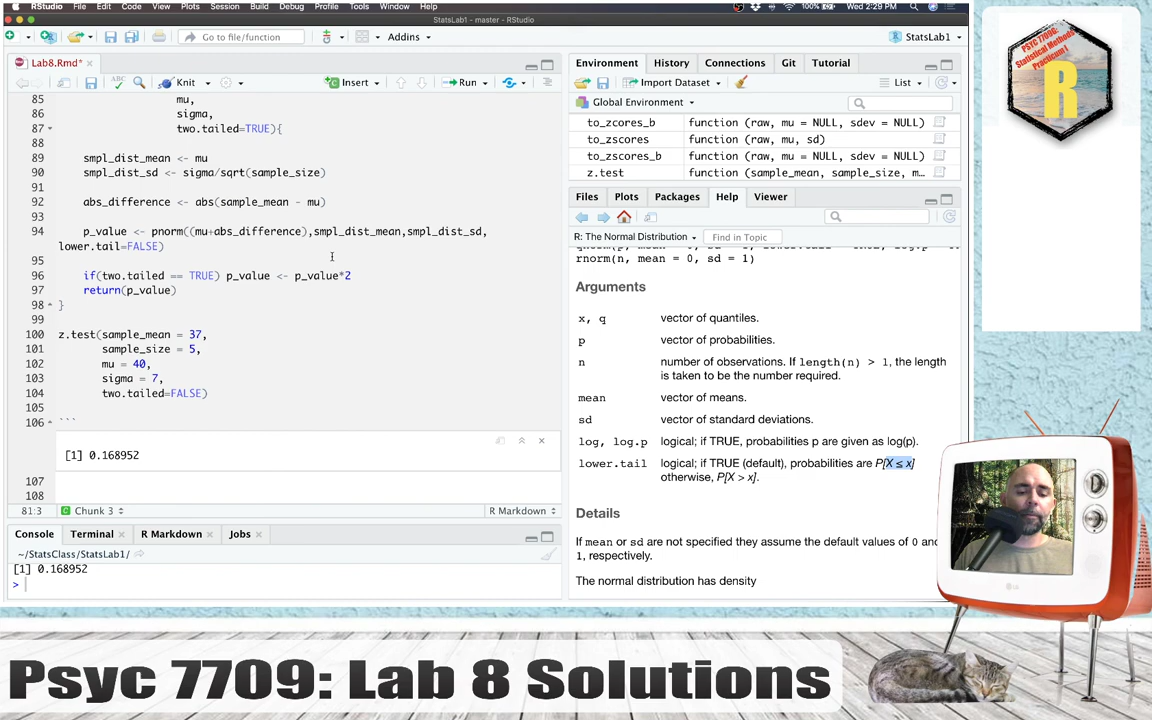 RStudio File Edit Code View Plots Session Build Debug Profile Tools Window Help 100% Wed 2:29 PM
StatsLab1 - master - RStudio
Go to file/function Addins StatsLab1
Lab8.Rmd*
Knit Insert Run
85 mu,
86 sigma,
87 two.tailed=TRUE){
88
89 smpl_dist_mean <- mu
90 smpl_dist_sd <- sigma/sqrt(sample_size)
91
92 abs_difference <- abs(sample_mean - mu)
93
94 p_value <- pnorm((mu+abs_difference),smpl_dist_mean,smpl_dist_sd,
lower.tail=FALSE)
95
96 if(two.tailed == TRUE) p_value <- p_value*2
97 return(p_value)
98 }
99
100 z.test(sample_mean = 37,
101 sample_size = 5,
102 mu = 40,
103 sigma = 7,
104 two.tailed=FALSE)
105
106 ```
[1] 0.168952
107
108
81:3 Chunk 3 R Markdown
Console Terminal R Markdown Jobs
~/StatsClass/StatsLab1/
[1] 0.168952
>
Environment History Connections Git Tutorial
Import Dataset List
Global Environment
to_zcores_b function (raw, mu = NULL, sdev = NULL)
to_zscores function (raw, mu, sd)
to_zscores_b function (raw, mu = NULL, sdev = NULL)
z.test function (sample_mean, sample_size, m…
Files Plots Packages Help Viewer
R: The Normal Distribution Find in Topic
rnorm(n, mean = 0, sd = 1)
Arguments
x, q vector of quantiles.
p vector of probabilities.
n number of observations. If length(n) > 1, the length
is taken to be the number required.
mean vector of means.
sd vector of standard deviations.
log, log.p logical; if TRUE, probabilities p are given as log(p).
lower.tail logical; if TRUE (default), probabilities are P[X ≤ x]
otherwise, P[X > x].
Details
If mean or sd are not specified they assume the default values of 0 and
1, respectively.
The normal distribution has density
PSYC 7709G:
Statistical Methods
Practicum I
R
LG
Psyc 7709: Lab 8 Solutions